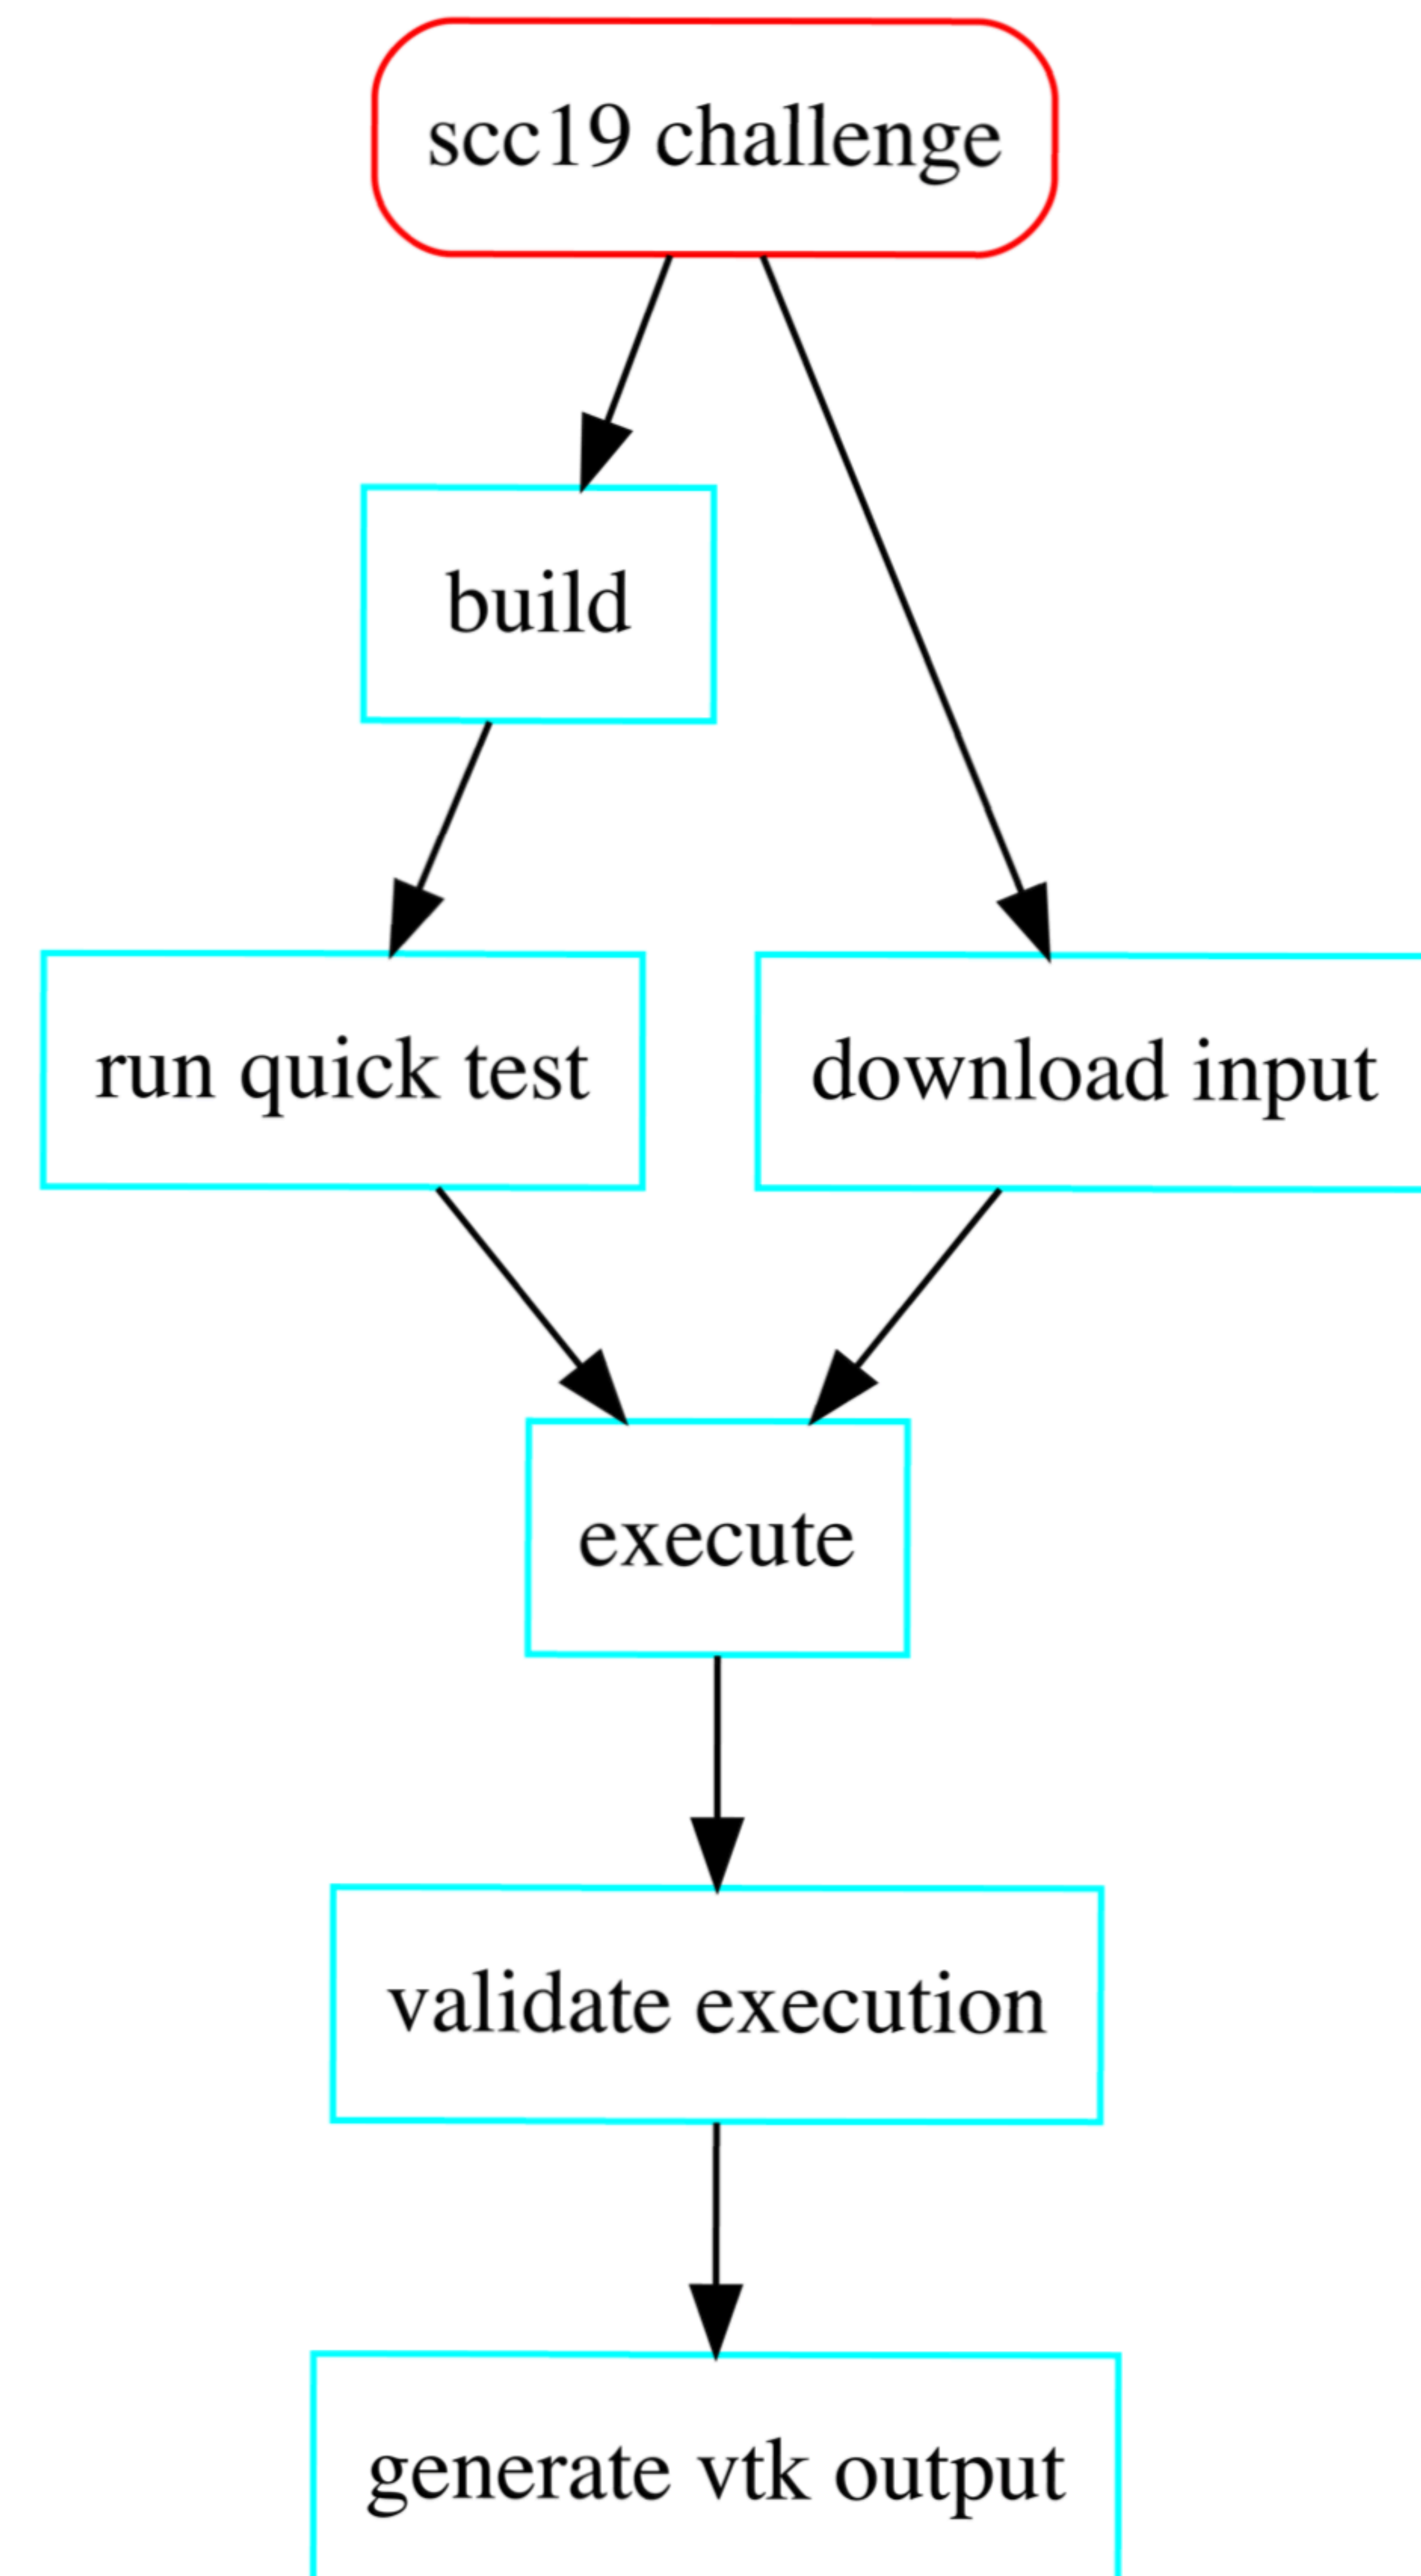 scc19 challenge
build
run quick test
download input
execute
validate execution
generate vtk output